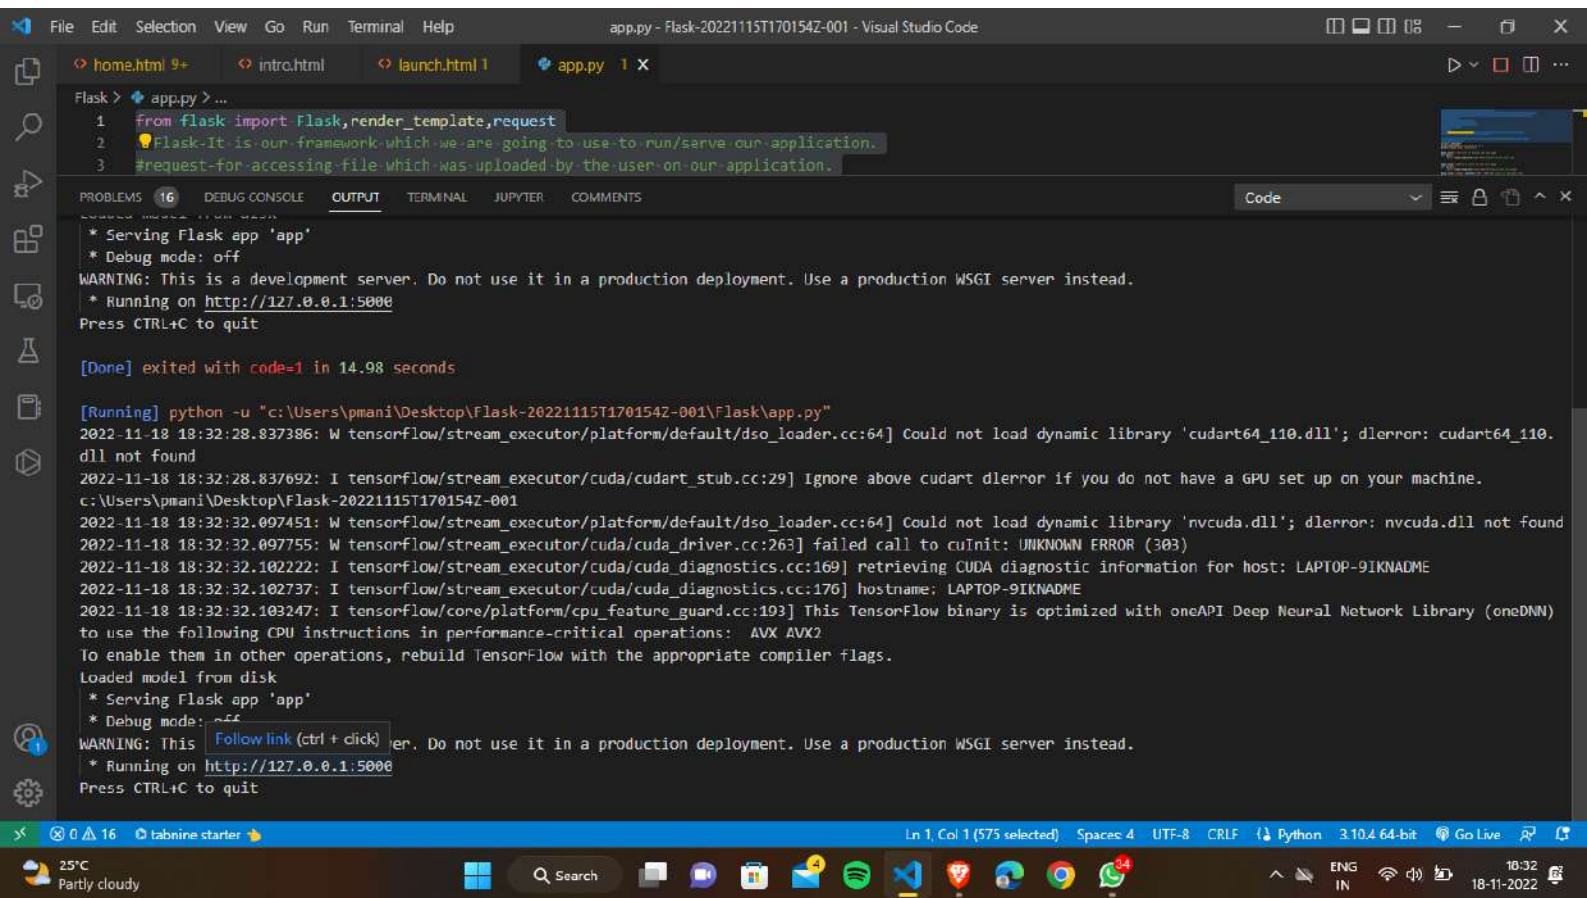 File Edit Selection View Go Run Terminal Help app.py - Flask-20221115T170154Z-001 - Visual Studio Code
home.html 9+ intro.html launch.html 1 app.py 1 X
Flask > app.py > ...
1 from flask import Flask,render_template,request
2 Flask-It is our framework which we are going to use to run/serve our application.
3 #request-for accessing file which was uploaded by the user on our application.
PROBLEMS 16 DEBUG CONSOLE OUTPUT TERMINAL JUPYTER COMMENTS Code
Loaded model from disk
* Serving Flask app 'app'
* Debug mode: off
WARNING: This is a development server. Do not use it in a production deployment. Use a production WSGI server instead.
* Running on http://127.0.0.1:5000
Press CTRL+C to quit
[Done] exited with code=1 in 14.98 seconds
[Running] python -u "c:\Users\pmani\Desktop\Flask-20221115T170154Z-001\Flask\app.py"
2022-11-18 18:32:28.837386: W tensorflow/stream_executor/platform/default/dso_loader.cc:64] Could not load dynamic library 'cudart64_110.dll'; dlerror: cudart64_110.
dll not found
2022-11-18 18:32:28.837692: I tensorflow/stream_executor/cuda/cudart_stub.cc:29] Ignore above cudart dlerror if you do not have a GPU set up on your machine.
c:\Users\pmani\Desktop\Flask-20221115T170154Z-001
2022-11-18 18:32:32.097451: W tensorflow/stream_executor/platform/default/dso_loader.cc:64] Could not load dynamic library 'nvcuda.dll'; dlerror: nvcuda.dll not found
2022-11-18 18:32:32.097755: W tensorflow/stream_executor/cuda/cuda_driver.cc:263] failed call to cuInit: UNKNOWN ERROR (303)
2022-11-18 18:32:32.102222: I tensorflow/stream_executor/cuda/cuda_diagnostics.cc:169] retrieving CUDA diagnostic information for host: LAPTOP-9IKNADME
2022-11-18 18:32:32.102737: I tensorflow/stream_executor/cuda/cuda_diagnostics.cc:176] hostname: LAPTOP-9IKNADME
2022-11-18 18:32:32.103247: I tensorflow/core/platform/cpu_feature_guard.cc:193] This TensorFlow binary is optimized with oneAPI Deep Neural Network Library (oneDNN)
to use the following CPU instructions in performance-critical operations: AVX AVX2
To enable them in other operations, rebuild TensorFlow with the appropriate compiler flags.
Loaded model from disk
* Serving Flask app 'app'
* Debug mode: off
Follow link (ctrl + click)
WARNING: This er. Do not use it in a production deployment. Use a production WSGI server instead.
* Running on http://127.0.0.1:5000
Press CTRL+C to quit
0 16 tabnine starter Ln 1, Col 1 (575 selected) Spaces: 4 UTF-8 CRLF Python 3.10.4 64-bit Go Live
25°C
Partly cloudy
Search 4 34
ENG
IN
18:32
18-11-2022